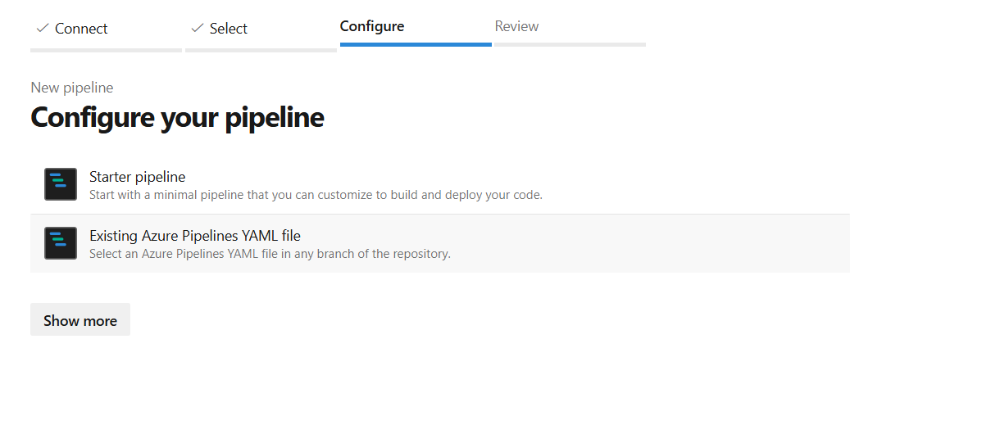 Connect
Select
Configure
Review
New pipeline
Configure your pipeline
Starter pipeline
Start with a minimal pipeline that you can customize to build and deploy your code.
Existing Azure Pipelines YAML file
Select an Azure Pipelines YAML file in any branch of the repository.
Show more